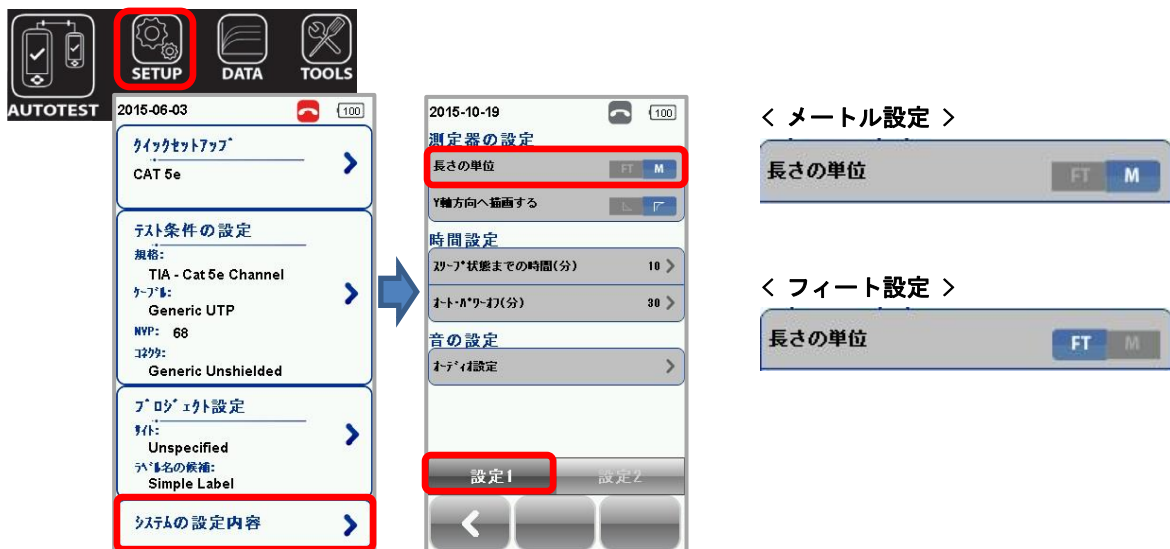 AUTOTEST
SETUP
DATA
TOOLS
2015-06-03
100
クイックセットアップ
CAT 5e
テスト条件の設定
規格:
TIA - Cat 5e Channel
ケーブル:
Generic UTP
NVP: 68
コネクタ:
Generic Unshielded
プロジェクト設定
サイト:
Unspecified
ラベル名の候補:
Simple Label
システムの設定内容
2015-10-19
100
測定器の設定
長さの単位 FT M
Y軸方向へ描画する
時間設定
スリープ状態までの時間(分) 10
オート・パワーオフ(分) 30
音の設定
オーディオ設定
設定1 設定2
< メートル設定 >
長さの単位 FT M
< フィート設定 >
長さの単位 FT M